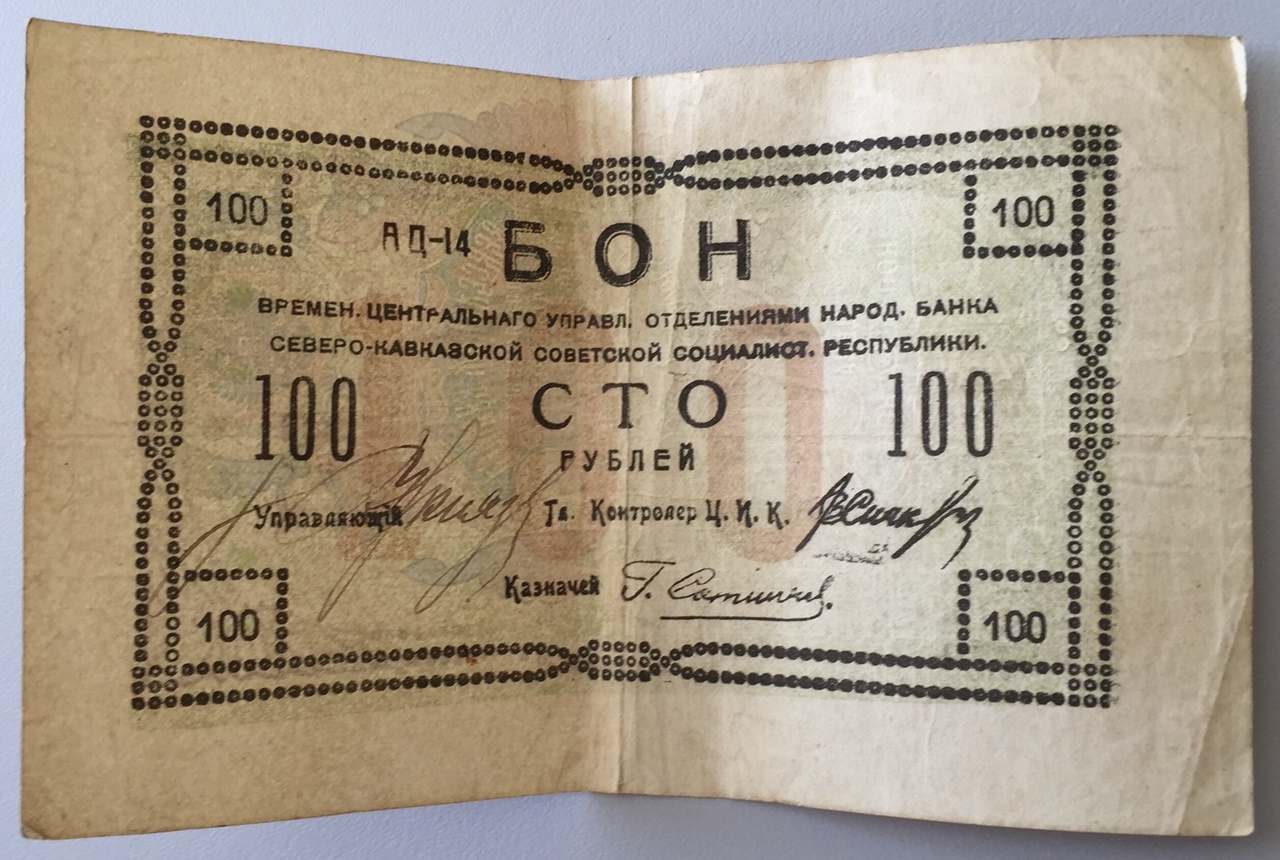 100 100
АД-14 БОН
ВРЕМЕН. ЦЕНТРАЛЬНАГО УПРАВЛ. ОТДЕЛЕНИЯМИ НАРОД. БАНКА
СЕВЕРО-КАВКАЗСКОЙ СОВЕТСКОЙ СОЦИАЛИСТ. РЕСПУБЛИКИ.
100 СТО 100
РУБЛЕЙ
Управляющій Гл. Контролер Ц. И. К.
Казначей Г.
100 100